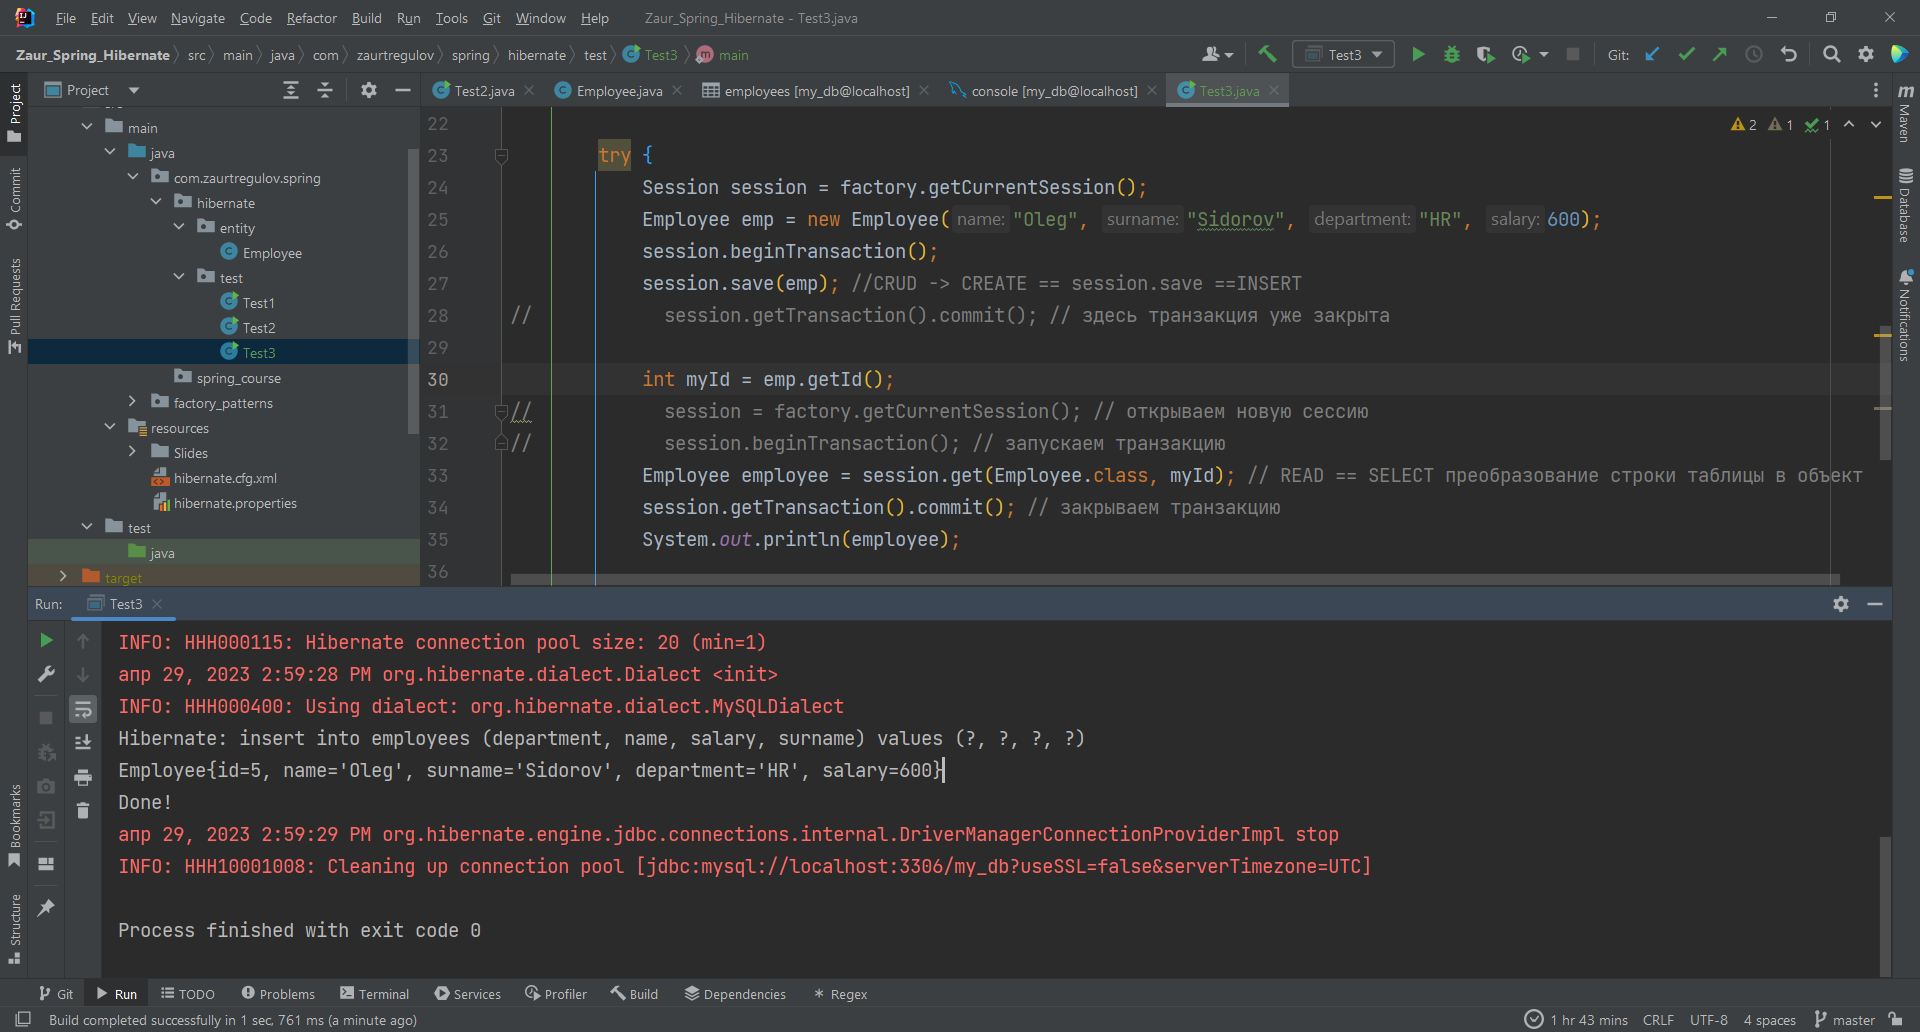 File Edit View Navigate Code Refactor Build Run Tools Git Window Help Zaur_Spring_Hibernate - Test3.java
Zaur_Spring_Hibernate src main java com zaurtregulov spring hibernate test Test3 main Test3 Git:
Project
Test2.java Employee.java employees [my_db@localhost] console [my_db@localhost] Test3.java
Project
Commit
Pull Requests
Bookmarks
Structure
main
java
com.zaurtregulov.spring
hibernate
entity
Employee
test
Test1
Test2
Test3
spring_course
factory_patterns
resources
Slides
hibernate.cfg.xml
hibernate.properties
test
java
target
2 1 1
22
23 try {
24 Session session = factory.getCurrentSession();
25 Employee emp = new Employee( name: "Oleg", surname: "Sidorov", department: "HR", salary: 600);
26 session.beginTransaction();
27 session.save(emp); //CRUD -> CREATE == session.save ==INSERT
28 // session.getTransaction().commit(); // здесь транзакция уже закрыта
29
30 int myId = emp.getId();
31 // session = factory.getCurrentSession(); // открываем новую сессию
32 // session.beginTransaction(); // запускаем транзакцию
33 Employee employee = session.get(Employee.class, myId); // READ == SELECT преобразование строки таблицы в объект
34 session.getTransaction().commit(); // закрываем транзакцию
35 System.out.println(employee);
36
m Maven
Database
Notifications
Run: Test3
INFO: HHH000115: Hibernate connection pool size: 20 (min=1)
апр 29, 2023 2:59:28 PM org.hibernate.dialect.Dialect <init>
INFO: HHH000400: Using dialect: org.hibernate.dialect.MySQLDialect
Hibernate: insert into employees (department, name, salary, surname) values (?, ?, ?, ?)
Employee{id=5, name='Oleg', surname='Sidorov', department='HR', salary=600}
Done!
апр 29, 2023 2:59:29 PM org.hibernate.engine.jdbc.connections.internal.DriverManagerConnectionProviderImpl stop
INFO: HHH10001008: Cleaning up connection pool [jdbc:mysql://localhost:3306/my_db?useSSL=false&serverTimezone=UTC]
Process finished with exit code 0
Git Run TODO Problems Terminal Services Profiler Build Dependencies Regex
Build completed successfully in 1 sec, 761 ms (a minute ago) 1 hr 43 mins CRLF UTF-8 4 spaces master